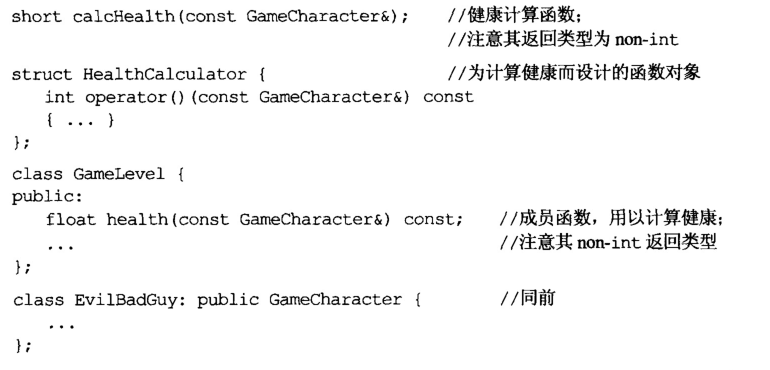 short calcHealth(const GameCharacter&); //健康计算函数；
//注意其返回类型为 non-int
struct HealthCalculator { //为计算健康而设计的函数对象
int operator()(const GameCharacter&) const
{ ... }
};
class GameLevel {
public:
float health(const GameCharacter&) const; //成员函数，用以计算健康；
... //注意其 non-int 返回类型
};
class EvilBadGuy: public GameCharacter { //同前
...
};